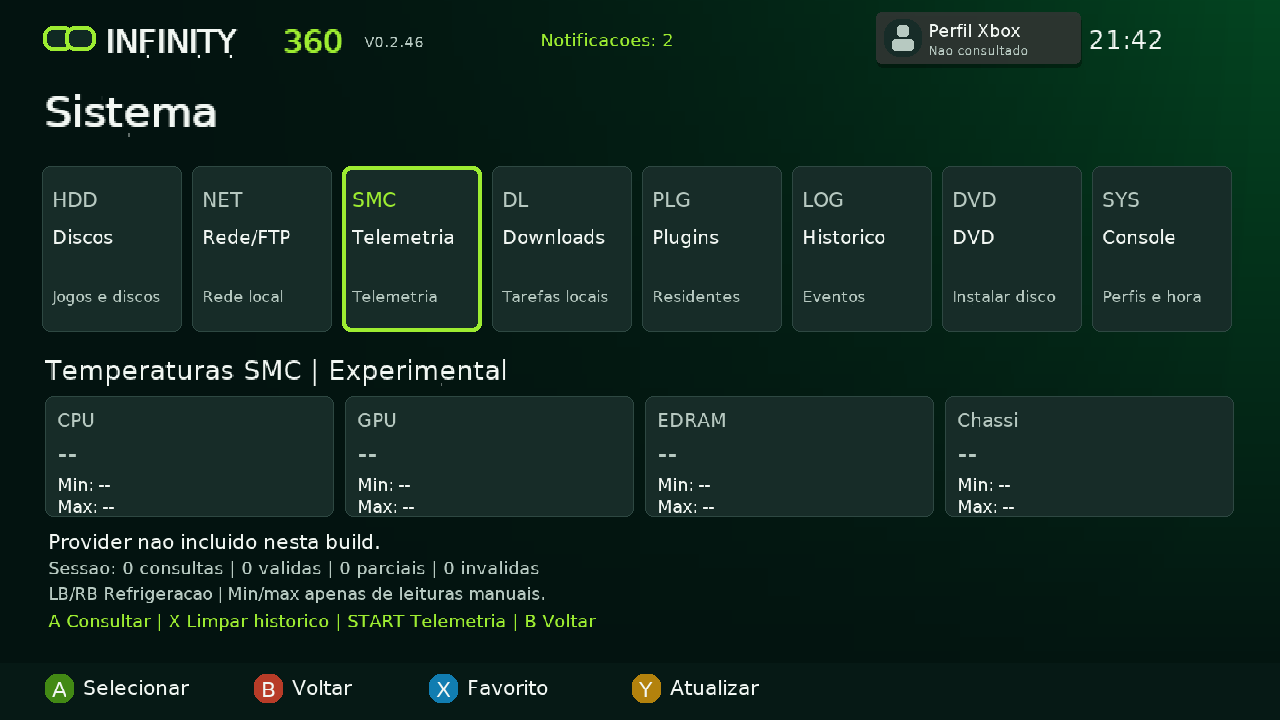 INFINITY 360 V0.2.46 Notificacoes: 2 Perfil Xbox 21:42
Nao consultado
Sistema
HDD NET SMC DL PLG LOG DVD SYS
Discos Rede/FTP Telemetria Downloads Plugins Historico DVD Console
Jogos e discos Rede local Telemetria Tarefas locais Residentes Eventos Instalar disco Perfis e hora
Temperaturas SMC | Experimental
CPU GPU EDRAM Chassi
-- -- -- --
Min: -- Min: -- Min: -- Min: --
Max: -- Max: -- Max: -- Max: --
Provider nao incluido nesta build.
Sessao: 0 consultas | 0 validas | 0 parciais | 0 invalidas
LB/RB Refrigeracao | Min/max apenas de leituras manuais.
A Consultar | X Limpar historico | START Telemetria | B Voltar
A Selecionar B Voltar X Favorito Y Atualizar